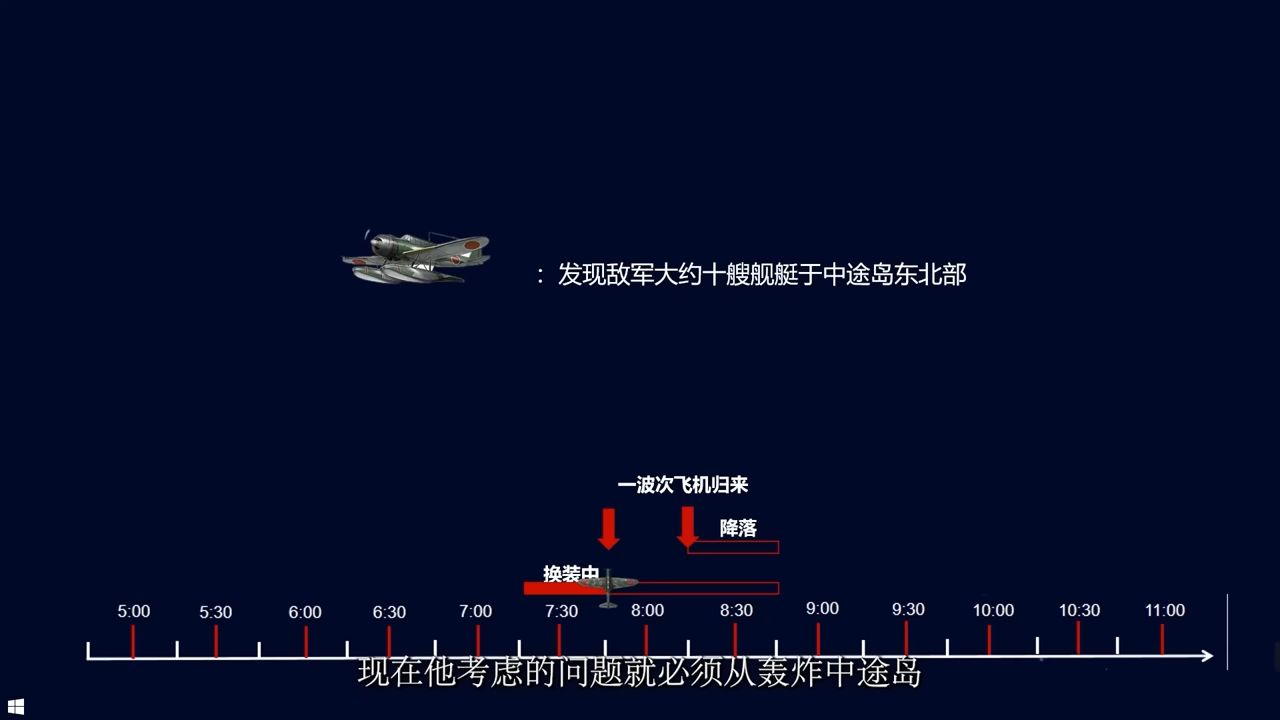 ：发现敌军大约十艘舰艇于中途岛东北部
一波次飞机归来
降落
换装中
5:00 5:30 6:00 6:30 7:00 7:30 8:00 8:30 9:00 9:30 10:00 10:30 11:00
现在他考虑的问题就必须从轰炸中途岛